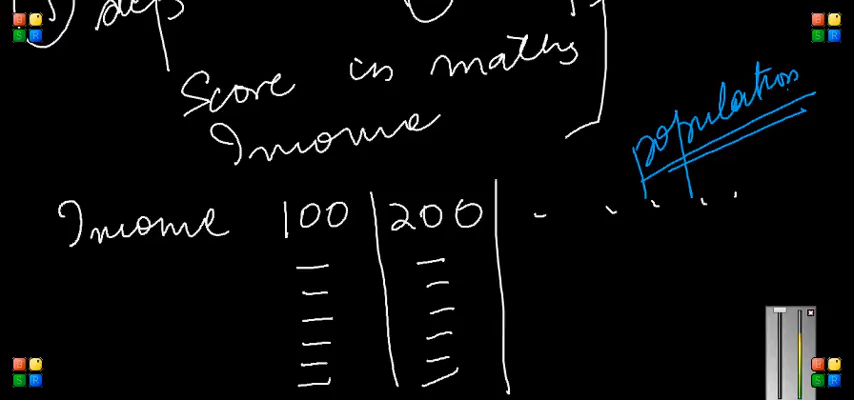 Score in maths
Income
population
Income 100 200